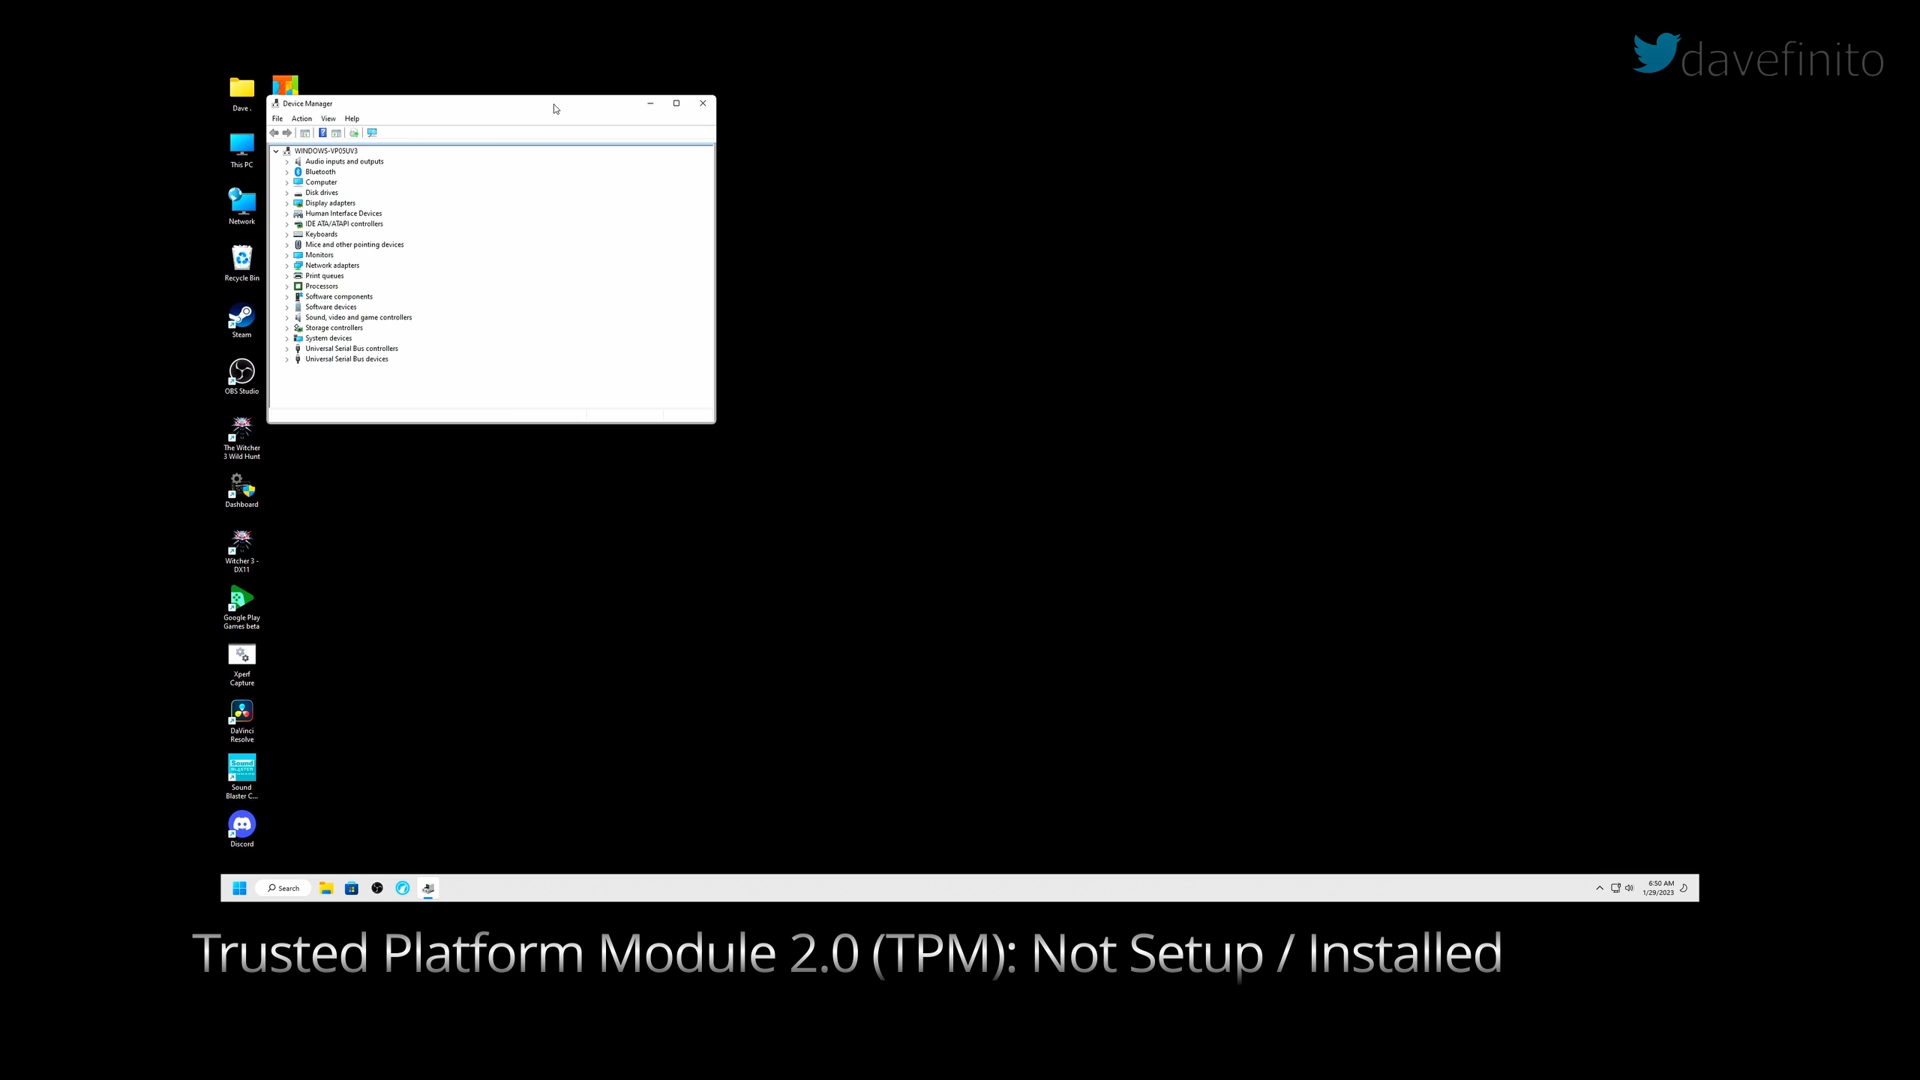 davefinito
Dave .
This PC
Network
Recycle Bin
Steam
OBS Studio
The Witcher
3 Wild Hunt
Dashboard
Witcher 3 -
DX11
Google Play
Games beta
Xperf
Capture
DaVinci
Resolve
Sound
BLASTER
Sound
Blaster C...
Discord
Device Manager
File Action View Help
WINDOWS-VP05UV3
Audio inputs and outputs
Bluetooth
Computer
Disk drives
Display adapters
Human Interface Devices
IDE ATA/ATAPI controllers
Keyboards
Mice and other pointing devices
Monitors
Network adapters
Print queues
Processors
Software components
Software devices
Sound, video and game controllers
Storage controllers
System devices
Universal Serial Bus controllers
Universal Serial Bus devices
Search
6:50 AM
1/29/2023
Trusted Platform Module 2.0 (TPM): Not Setup / Installed